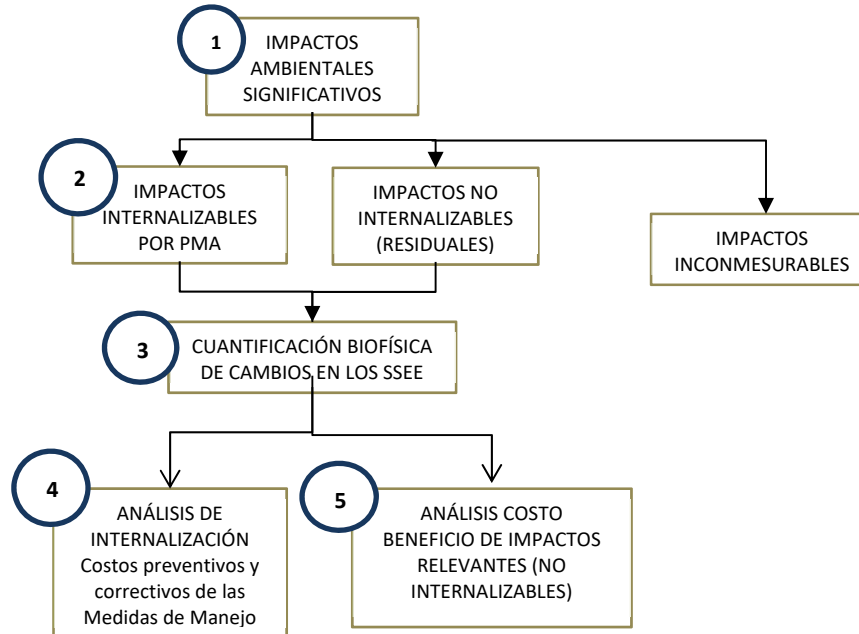 1
IMPACTOS
AMBIENTALES
SIGNIFICATIVOS
2
IMPACTOS
INTERNALIZABLES
POR PMA
IMPACTOS NO
INTERNALIZABLES
(RESIDUALES)
IMPACTOS
INCONMESURABLES
3
CUANTIFICACIÓN BIOFÍSICA
DE CAMBIOS EN LOS SSEE
4
ANÁLISIS DE
INTERNALIZACIÓN
Costos preventivos y
correctivos de las
Medidas de Manejo
5
ANÁLISIS COSTO
BENEFICIO DE IMPACTOS
RELEVANTES (NO
INTERNALIZABLES)